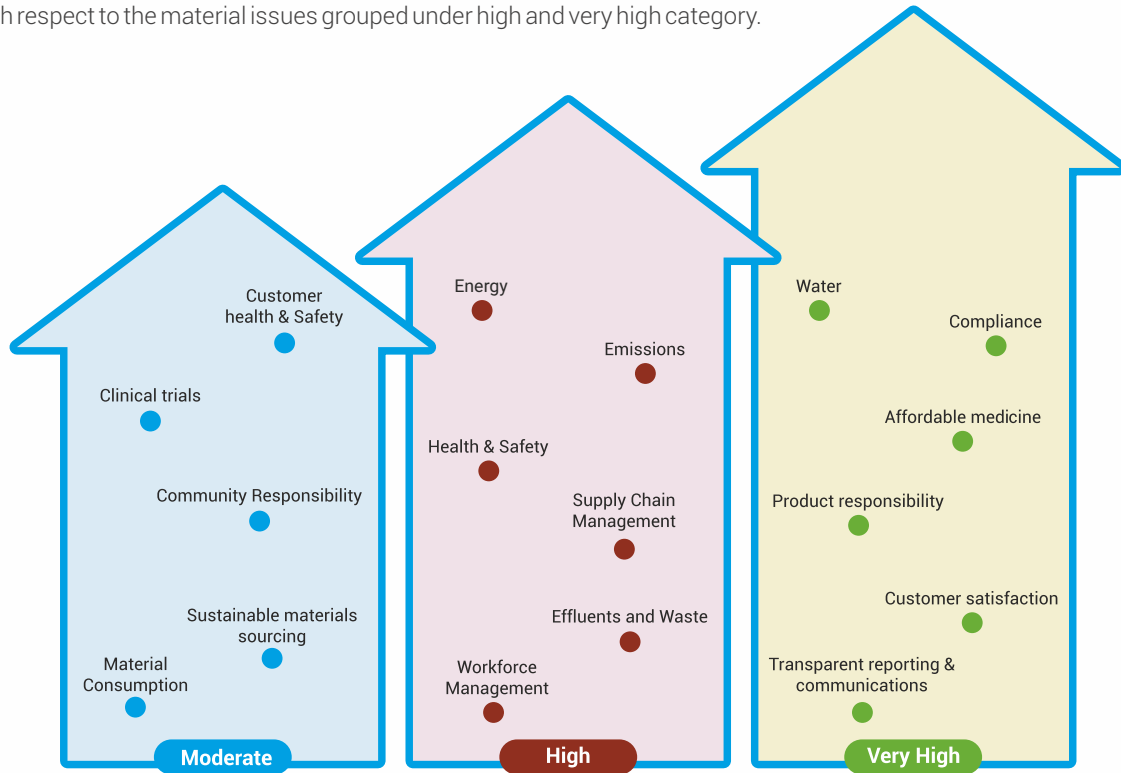 h respect to the material issues grouped under high and very high category.
Customer
health & Safety
Clinical trials
Community Responsibility
Sustainable materials
sourcing
Material
Consumption
Moderate
Energy
Emissions
Health & Safety
Supply Chain
Management
Effluents and Waste
Workforce
Management
High
Water
Compliance
Affordable medicine
Product responsibility
Customer satisfaction
Transparent reporting &
communications
Very High